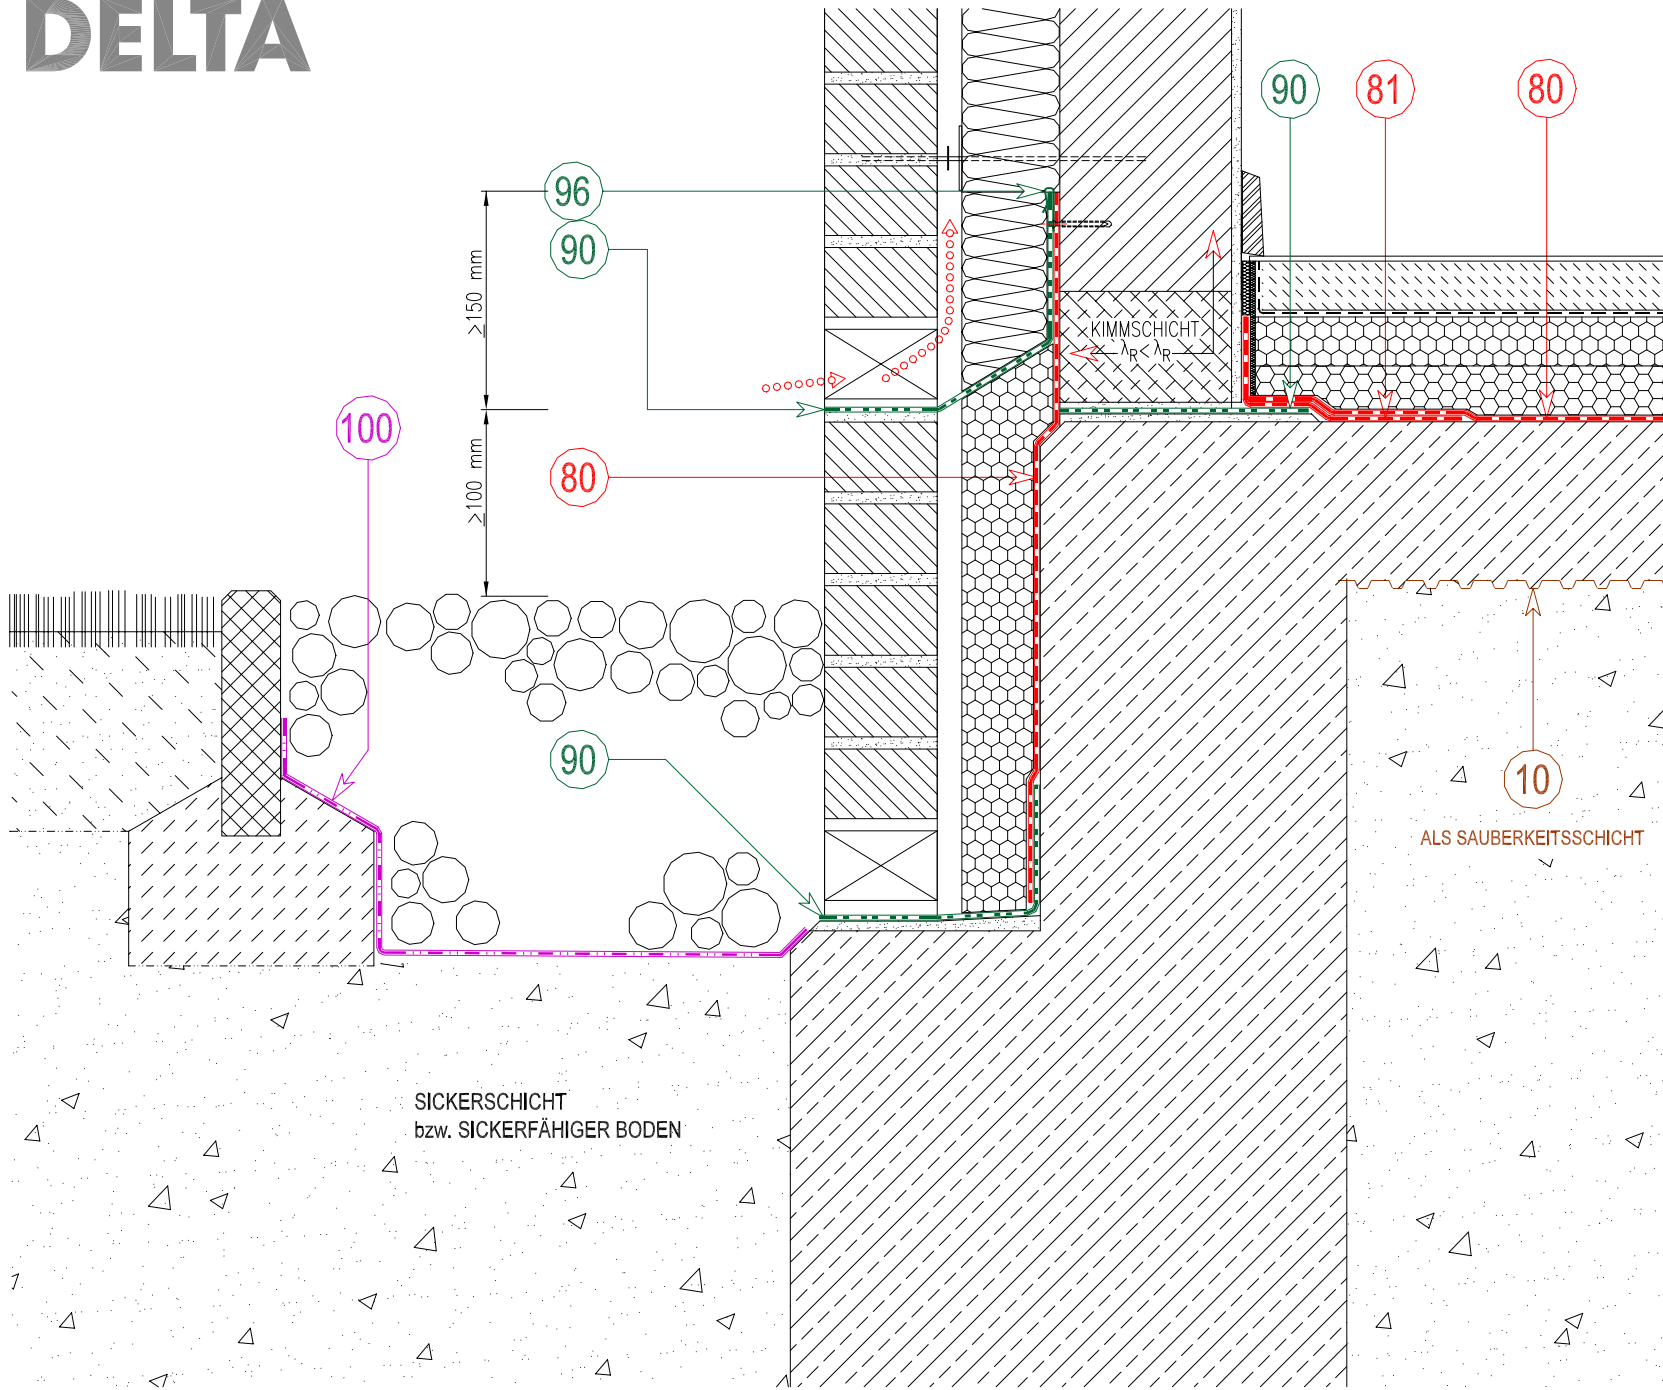 DELTA
90
81
80
96
90
≥150 mm
KIMMSCHICHT
λR< λR
100
≥100 mm
80
90
10
ALS SAUBERKEITSSCHICHT
SICKERSCHICHT
bzw. SICKERFÄHIGER BODEN